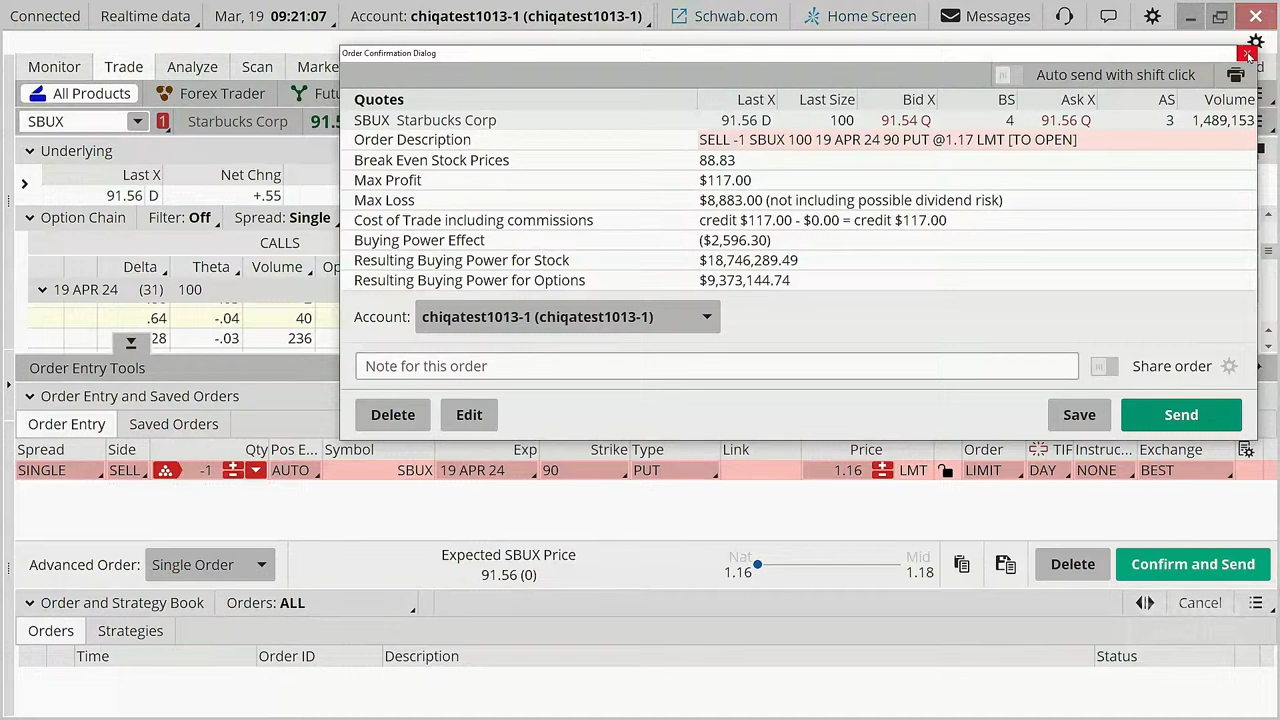 Connected Realtime data Mar, 19 09:21:07 Account: chiqatest1013-1 (chiqatest1013-1) Schwab.com Home Screen Messages
Order Confirmation Dialog
Monitor Trade Analyze Scan Marke
Auto send with shift click
All Products Forex Trader Futu
Quotes Last X Last Size Bid X BS Ask X AS Volume
SBUX 1 Starbucks Corp 91.5
SBUX Starbucks Corp 91.56 D 100 91.54 Q 4 91.56 Q 3 1,489,153
Order Description SELL -1 SBUX 100 19 APR 24 90 PUT @1.17 LMT [TO OPEN]
Underlying
Break Even Stock Prices 88.83
Last X Net Chng
Max Profit $117.00
91.56 D +.55
Max Loss $8,883.00 (not including possible dividend risk)
Option Chain Filter: Off Spread: Single
Cost of Trade including commissions credit $117.00 - $0.00 = credit $117.00
CALLS
Buying Power Effect ($2,596.30)
Delta Theta Volume Op
Resulting Buying Power for Stock $18,746,289.49
19 APR 24 (31) 100
Resulting Buying Power for Options $9,373,144.74
.64 -.04 40
Account: chiqatest1013-1 (chiqatest1013-1)
28 -.03 236
Note for this order Share order
Order Entry Tools
Order Entry and Saved Orders
Delete Edit Save Send
Order Entry Saved Orders
Spread Side Qty Pos E... Symbol Exp Strike Type Link Price Order TIF Instruc... Exchange
SINGLE SELL -1 AUTO SBUX 19 APR 24 90 PUT 1.16 LMT LIMIT DAY NONE BEST
Advanced Order: Single Order Expected SBUX Price
91.56 (0)
Nat Mid
1.16 1.18
Delete Confirm and Send
Order and Strategy Book Orders: ALL Cancel
Orders Strategies
Time Order ID Description Status